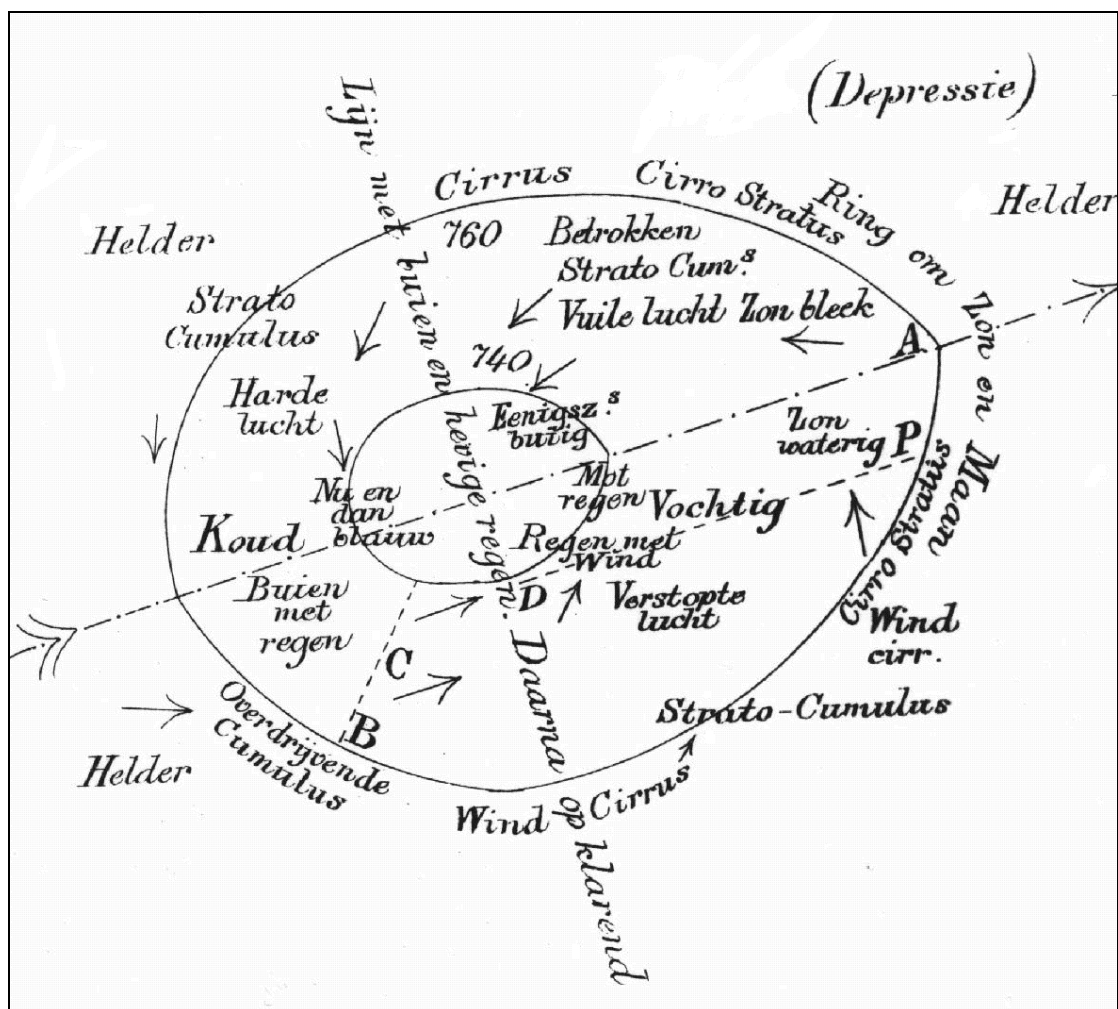 (Depressie)
Lijn met buien en hevige regen. Daarna op klarend
Cirrus
Cirro Stratus
Ring om Zon en Maan
Helder
Helder
760
Betrokken
Strato Cum.s
Vuile lucht Zon bleek
Strato
Cumulus
740
A
Harde
lucht
Eenigsz.s
buiig
Zon
waterig
P
Mot
regen
Vochtig
Nu en
dan
blauw
Koud
Regen met
Wind
Cirro Stratus
Buien
met
regen
D
Verstopte
lucht
Wind
cirr.
C
B
Strato-Cumulus
Overdrijvende
Cumulus
Helder
Wind Cirrus